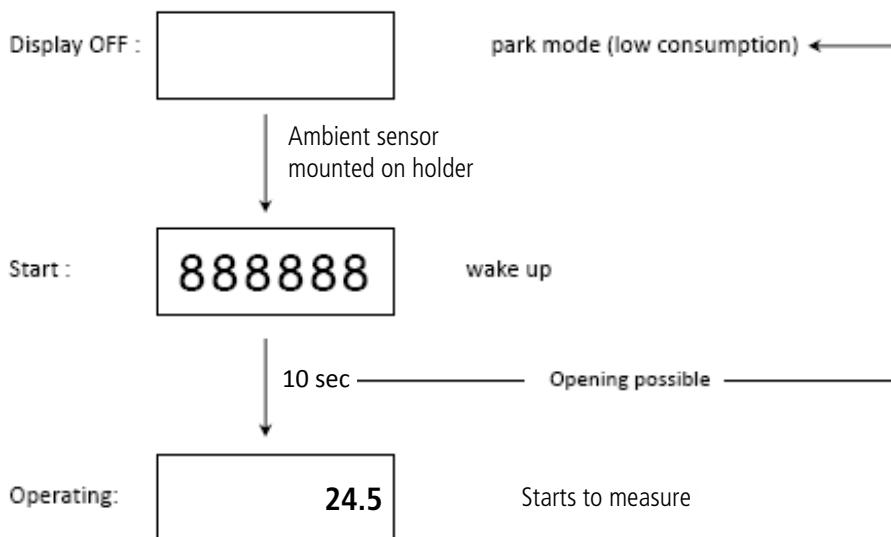 Display OFF : park mode (low consumption)
Ambient sensor
mounted on holder
Start : 888888 wake up
10 sec Opening possible
Operating: 24.5 Starts to measure